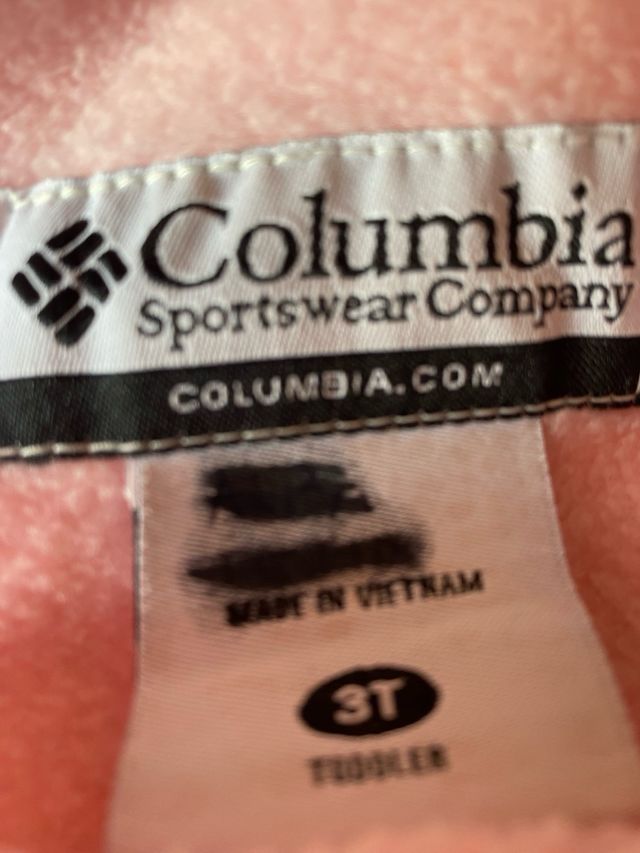 Columbia
Sportswear Company
COLUMBIA.COM
MADE IN VIETNAM
3T
TODDLER